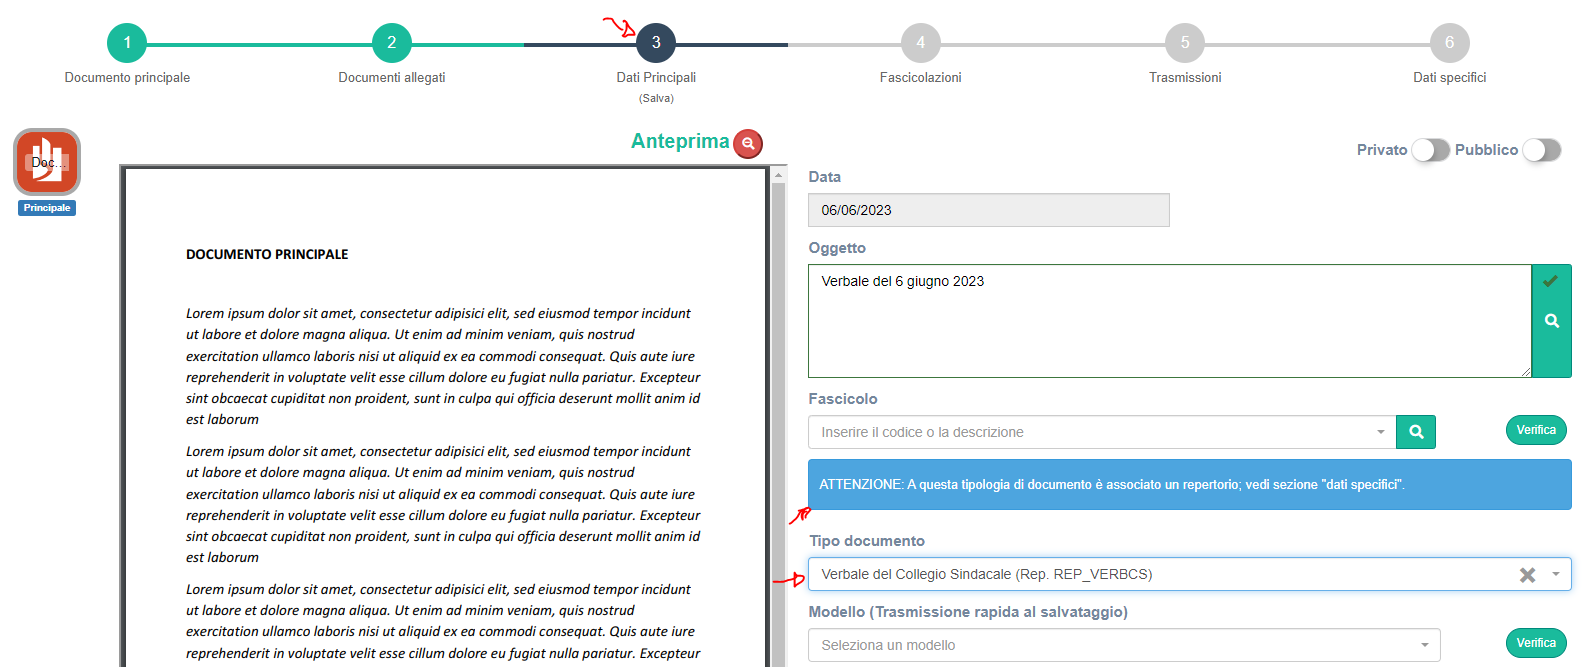 1
2
3
4
5
6
Documento principale
Documenti allegati
Dati Principali
(Salva)
Fascicolazioni
Trasmissioni
Dati specifici
Doc...
Principale
Anteprima
DOCUMENTO PRINCIPALE
Lorem ipsum dolor sit amet, consectetur adipisici elit, sed eiusmod tempor incidunt
ut labore et dolore magna aliqua. Ut enim ad minim veniam, quis nostrud
exercitation ullamco laboris nisi ut aliquid ex ea commodi consequat. Quis aute iure
reprehenderit in voluptate velit esse cillum dolore eu fugiat nulla pariatur. Excepteur
sint obcaecat cupiditat non proident, sunt in culpa qui officia deserunt mollit anim id
est laborum
Lorem ipsum dolor sit amet, consectetur adipisici elit, sed eiusmod tempor incidunt
ut labore et dolore magna aliqua. Ut enim ad minim veniam, quis nostrud
exercitation ullamco laboris nisi ut aliquid ex ea commodi consequat. Quis aute iure
reprehenderit in voluptate velit esse cillum dolore eu fugiat nulla pariatur. Excepteur
sint obcaecat cupiditat non proident, sunt in culpa qui officia deserunt mollit anim id
est laborum
Lorem ipsum dolor sit amet, consectetur adipisici elit, sed eiusmod tempor incidunt
ut labore et dolore magna aliqua. Ut enim ad minim veniam, quis nostrud
exercitation ullamco laboris nisi ut aliquid ex ea commodi consequat. Quis aute iure
reprehenderit in voluptate velit esse cillum dolore eu fugiat nulla pariatur. Excepteur
Privato
Pubblico
Data
06/06/2023
Oggetto
Verbale del 6 giugno 2023
Fascicolo
Inserire il codice o la descrizione
Verifica
ATTENZIONE: A questa tipologia di documento è associato un repertorio; vedi sezione "dati specifici".
Tipo documento
Verbale del Collegio Sindacale (Rep. REP_VERBCS)
Modello (Trasmissione rapida al salvataggio)
Seleziona un modello
Verifica